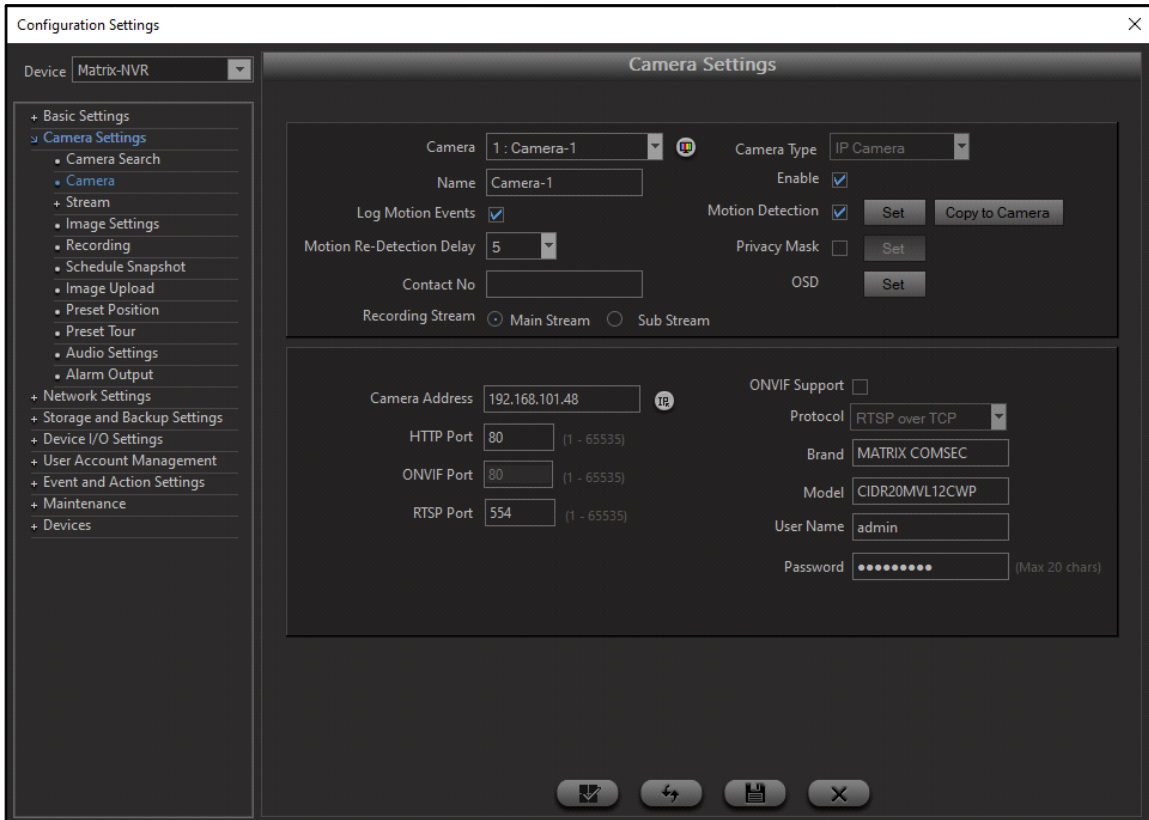 Configuration Settings
Device Matrix-NVR
Camera Settings
+ Basic Settings
Camera Settings
• Camera Search
• Camera
+ Stream
• Image Settings
• Recording
• Schedule Snapshot
• Image Upload
• Preset Position
• Preset Tour
• Audio Settings
• Alarm Output
+ Network Settings
+ Storage and Backup Settings
+ Device I/O Settings
+ User Account Management
+ Event and Action Settings
+ Maintenance
+ Devices
Camera 1 : Camera-1
Name Camera-1
Log Motion Events
Motion Re-Detection Delay 5
Contact No
Recording Stream Main Stream Sub Stream
Camera Type IP Camera
Enable
Motion Detection Set Copy to Camera
Privacy Mask Set
OSD Set
Camera Address 192.168.101.48
HTTP Port 80 (1 - 65535)
ONVIF Port 80 (1 - 65535)
RTSP Port 554 (1 - 65535)
ONVIF Support
Protocol RTSP over TCP
Brand MATRIX COMSEC
Model CIDR20MVL12CWP
User Name admin
Password ●●●●●●●●● (Max 20 chars)